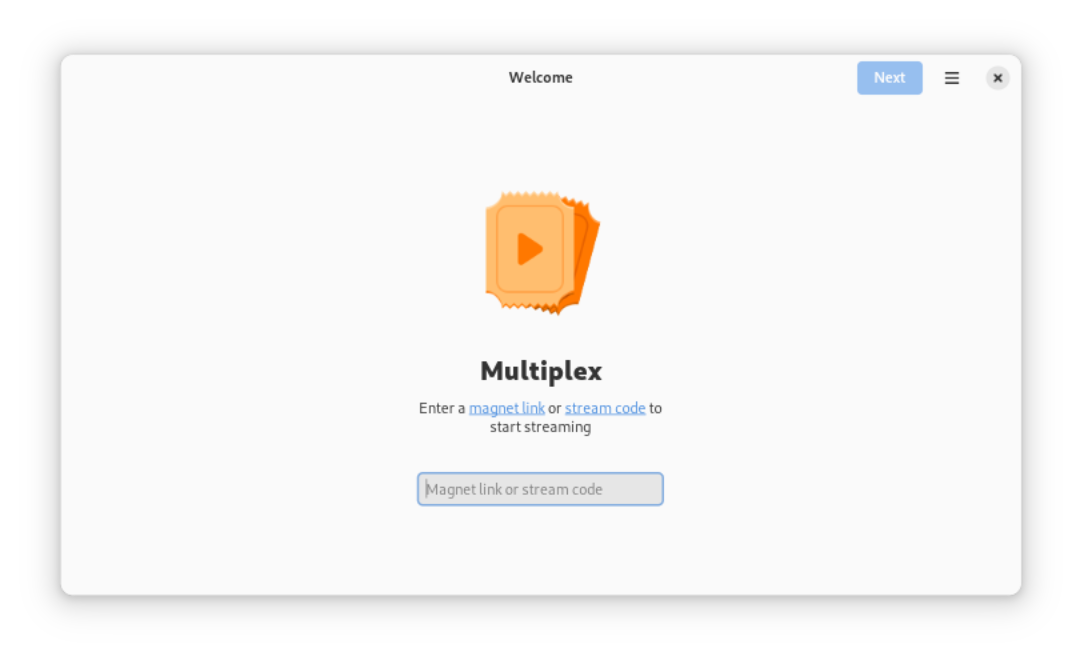 Welcome
Next
Multiplex
Enter a magnet link or stream code to
start streaming
Magnet link or stream code